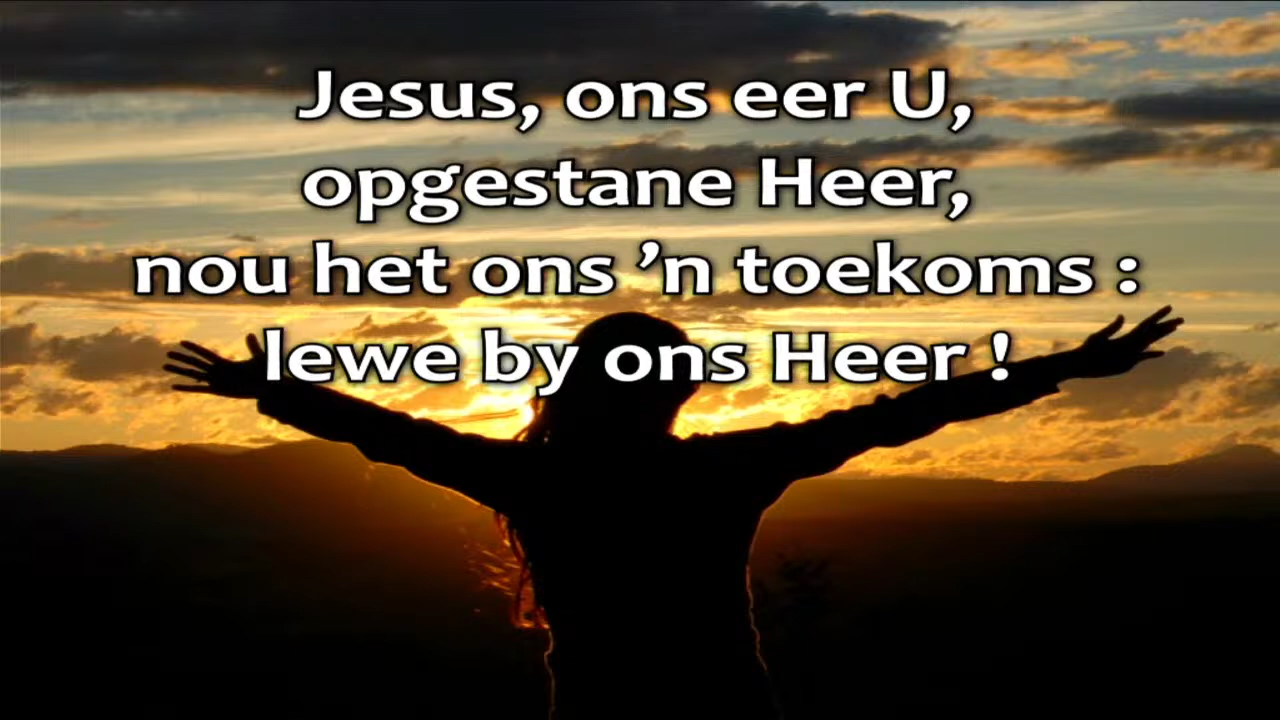 Jesus, ons eer U,
opgestane Heer,
nou het ons ’n toekoms :
lewe by ons Heer !